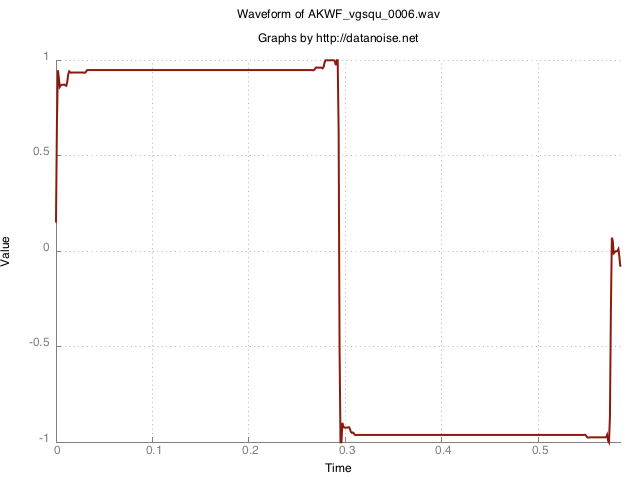 Waveform of AKWF_vgsqu_0006.wav
Graphs by http://datanoise.net
1
0.5
0
-0.5
-1
Value
0 0.1 0.2 0.3 0.4 0.5
Time